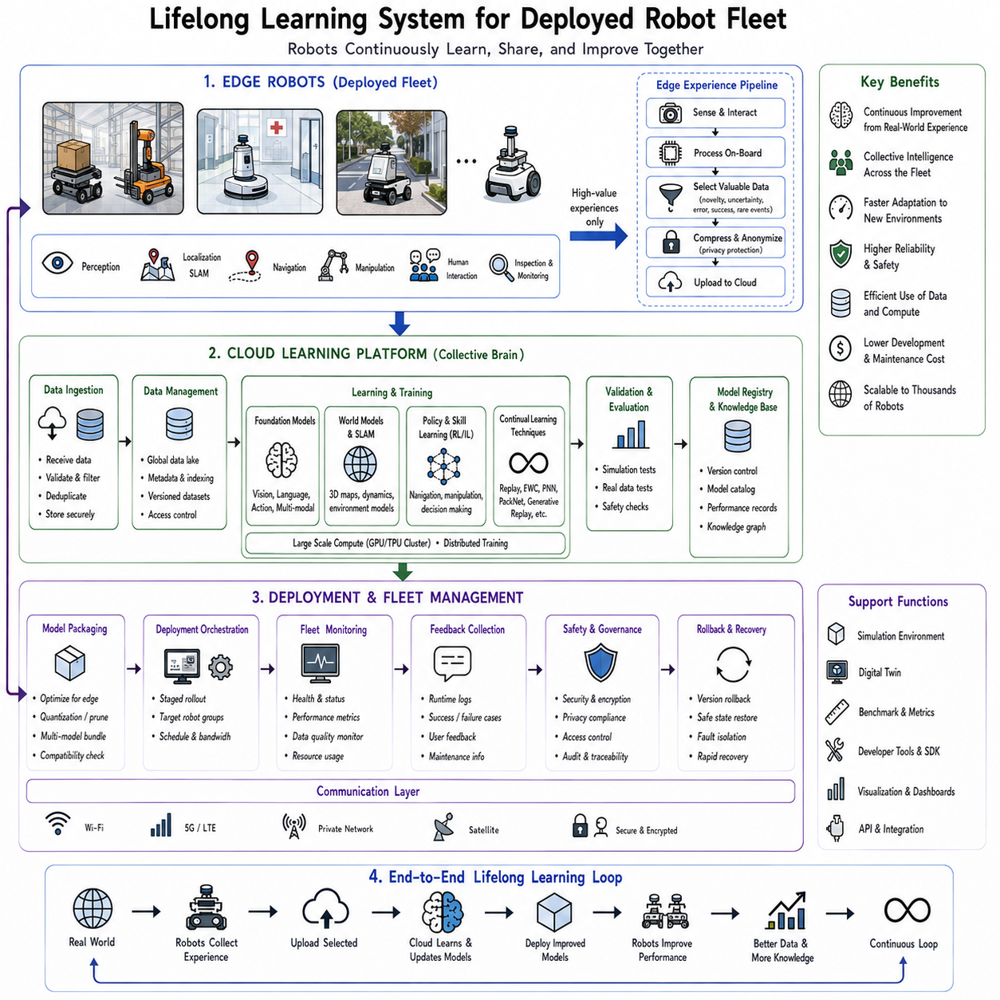 Lifelong Learning System for Deployed Robot Fleet
Robots Continuously Learn, Share, and Improve Together
1. EDGE ROBOTS (Deployed Fleet)
High-value
experiences
only
Perception
Localization
SLAM
Navigation
Manipulation
Human
Interaction
Inspection &
Monitoring
Edge Experience Pipeline
Sense & Interact
Process On-Board
Select Valuable Data
(novelty, uncertainty,
error, success, rare events)
Compress & Anonymize
(privacy protection)
Upload to Cloud
Key Benefits
Continuous Improvement
from Real-World Experience
Collective Intelligence
Across the Fleet
Faster Adaptation to
New Environments
Higher Reliability
& Safety
Efficient Use of Data
and Compute
Lower Development
& Maintenance Cost
Scalable to Thousands
of Robots
2. CLOUD LEARNING PLATFORM (Collective Brain)
Data Ingestion
• Receive data
• Validate & filter
• Deduplicate
• Store securely
Data Management
• Global data lake
• Metadata & indexing
• Versioned datasets
• Access control
Learning & Training
Foundation Models
Vision, Language,
Action, Multi-modal
World Models
& SLAM
3D maps, dynamics,
environment models
Policy & Skill
Learning (RL/IL)
Nanigation, manipulation,
decision making
Continual Learning
Techniques
Replay, EWC, PNN,
PackNet, Generative
Replay, etc.
Large Scale Compute (GPU/TPU Cluster) • Distributed Training
Validation &
Evaluation
• Simulation tests
• Real data tests
• Safety checks
Model Registry
& Knowledge Base
• Version control
• Model catalog
• Performance records
• Knowledge graph
3. DEPLOYMENT & FLEET MANAGEMENT
Model Packaging
• Optimize for edge
• Quantization / prune
• Multi-model bundle
• Compatibility check
Deployment Orchestration
• Staged rollout
• Target robot groups
• Schedule & bandwidh
Fleet Monitoring
• Health & status
• Performance metrics
• Data quality monitor
• Resource usage
Feedback Collection
• Runtime logs
• Success / failure cases
• User feedback
• Maintenance info
Safety & Governance
• Security & encryption
• Privacy compliance
• Access control
• Audit & traceability
Rollback & Recovery
• Version rollback
• Safe state restore
• Fault isolation
• Rapid recovery
Communication Layer
Wi-Fi
5G / LTE
Private Network
Satellite
Secure & Encrypted
Support Functions
Simulation Environment
Digital Twin
Benchmark & Metrics
Developer Tools & SDK
Visualization & Dashboards
API & Integration
4. End-to-End Lifelong Learning Loop
Real World
Robots Collect
Experience
Upload Selected
Cloud Learns &
Updates Models
Deploy Improved
Models
Robots Improve
Performance
Better Data &
More Knowledge
Continuous Loop